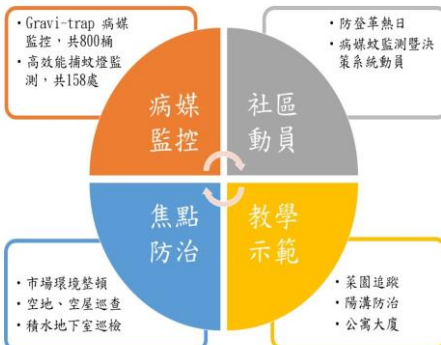 • Gravi-trap 病媒
監控,共800桶
• 高效能捕蚊燈監
測,共158處
• 防登革熱日
• 病媒蚊監測暨決
策系統動員
病媒
監控
社區
動員
焦點
防治
教學
示範
• 市場環境整頓
• 空地、空屋巡查
• 積水地下室巡檢
• 菜園追蹤
• 陽溝防治
• 公寓大廈